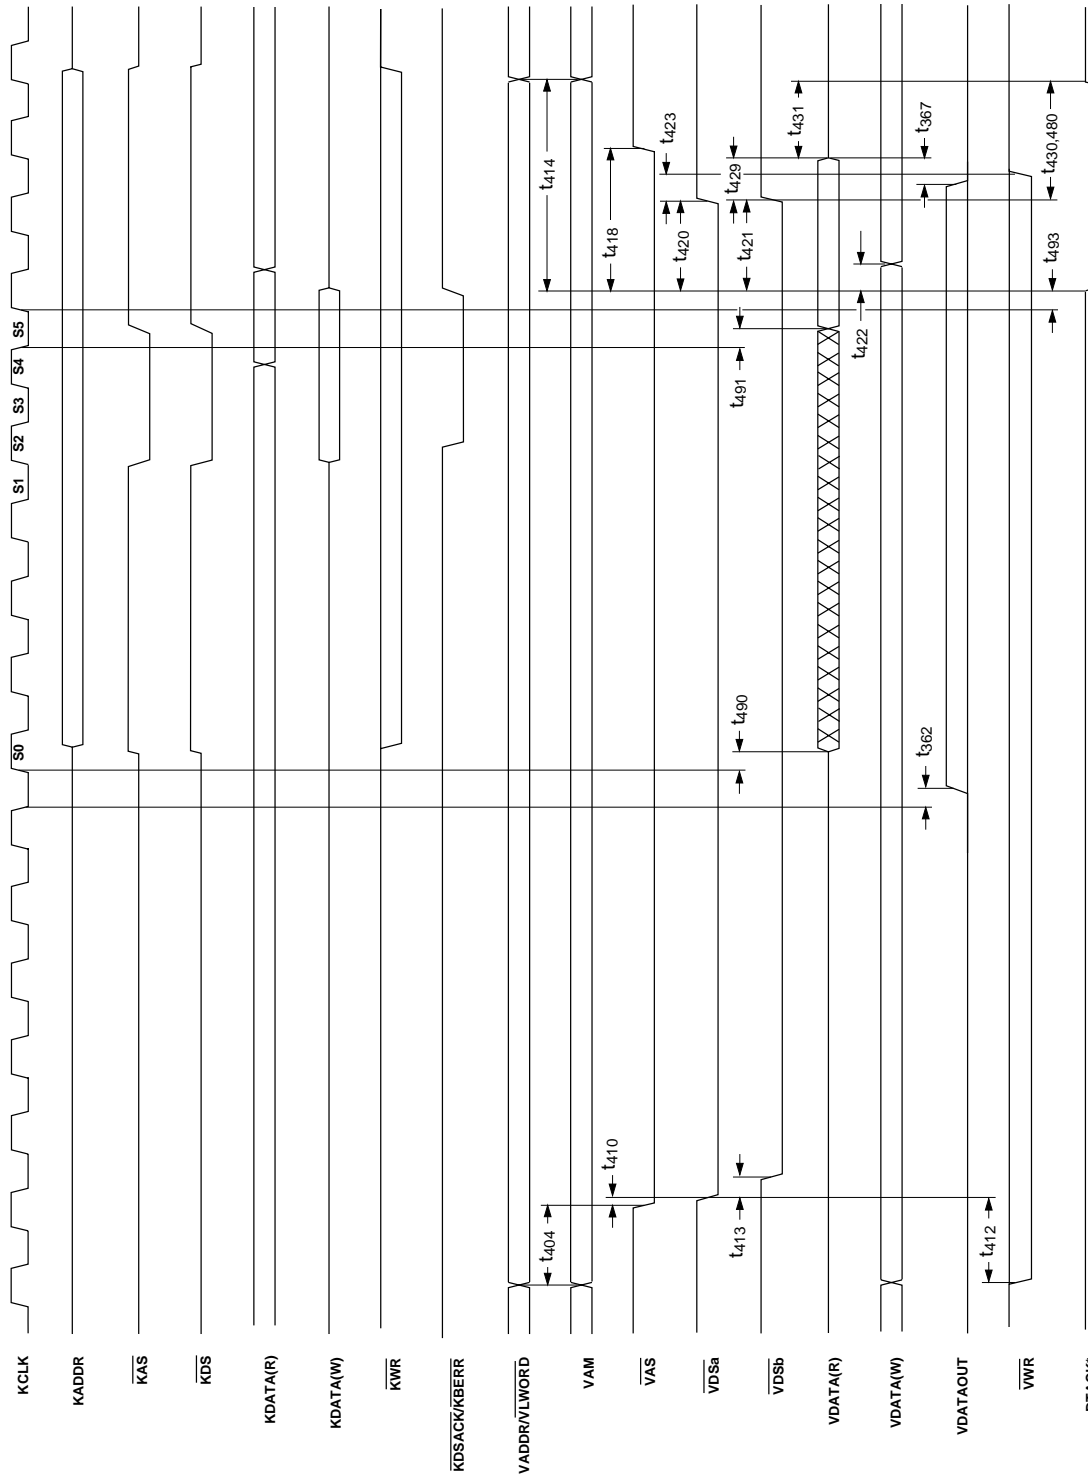 KCLK
S0
S1
S2
S3
S4
S5
KADDR
KAS
KDS
KDATA(R)
KDATA(W)
KWR
KDSACK/KBERR
VADDR/VLWORD
t404
t414
VAM
VAS
t410
t418
VDSa
t420
t423
VDSb
t413
t490
t491
t421
t429
VDATA(R)
t431
VDATA(W)
t422
VDATAOUT
t362
t367
VWR
t412
t493
t430,480